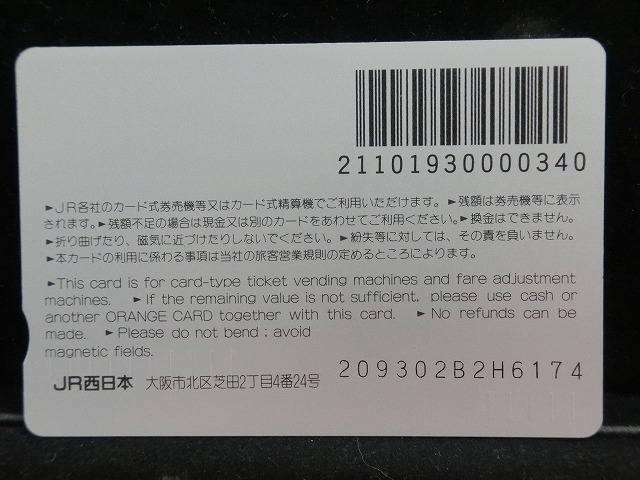 21101930000340
►JR各社のカード式券売機等又はカード式精算機でご利用いただけます。►残額は券売機等に表示
されます。►残額不足の場合は現金又は別のカードをあわせてご利用ください。►換金はできません。
►折り曲げたり、磁気に近づけたりしないでください。►紛失等に対しては、その責を負いません。
►本カードの利用に係わる事項は当社の旅客営業規則の定めるところによります。
►This card is for card-type ticket vending machines and fare adjustment
machines. ►If the remaining value is not sufficient, please use cash or
another ORANGE CARD together with this card. ►No refunds can be
made. ►Please do not bend; avoid
magnetic fields.
JR西日本 大阪市北区芝田2丁目4番24号
209302B2H6174